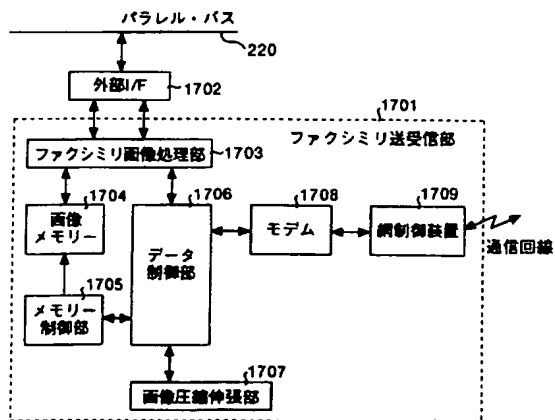 パラレル・バス
220
外部I/F
1702
1701
ファクシミリ送受信部
ファクシミリ画像処理部
1703
1704
画像
メモリー
1706
データ
制御部
1708
モデム
1709
網制御装置
通信回線
1705
メモリー
制御部
1707
画像圧縮伸張部